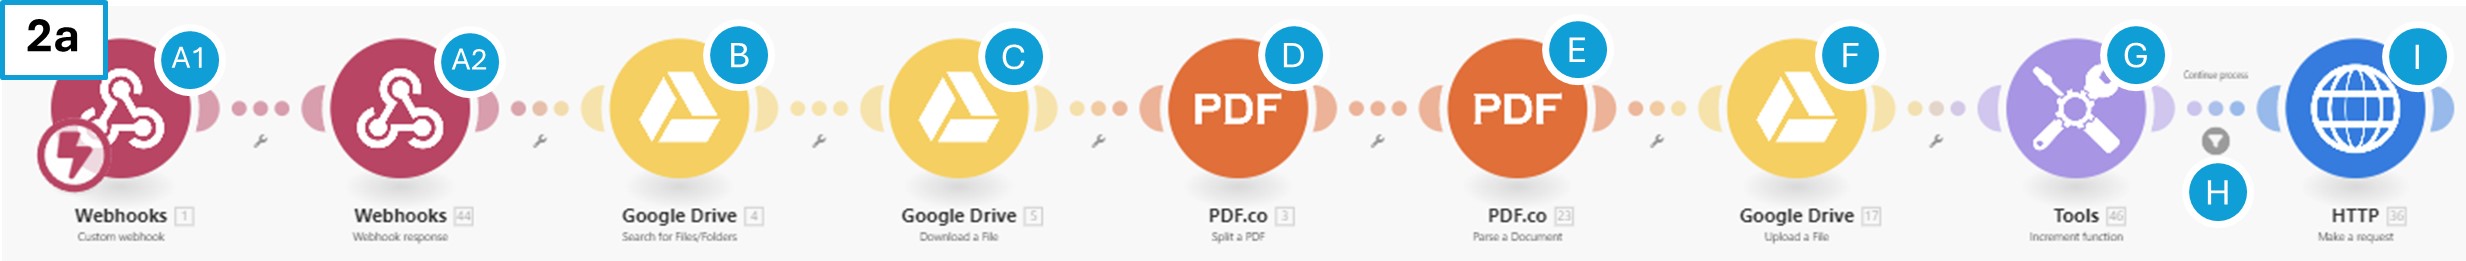 2a
A1
A2
B
C
D
E
F
G
H
I
PDF
PDF
Continue process
Webhooks 1
Custom webhook
Webhooks 44
Webhook response
Google Drive 4
Search for Files/Folders
Google Drive 5
Download a File
PDF.co 3
Split a PDF
PDF.co 23
Parse a Document
Google Drive 17
Upload a File
Tools 46
Increment function
HTTP 36
Make a request